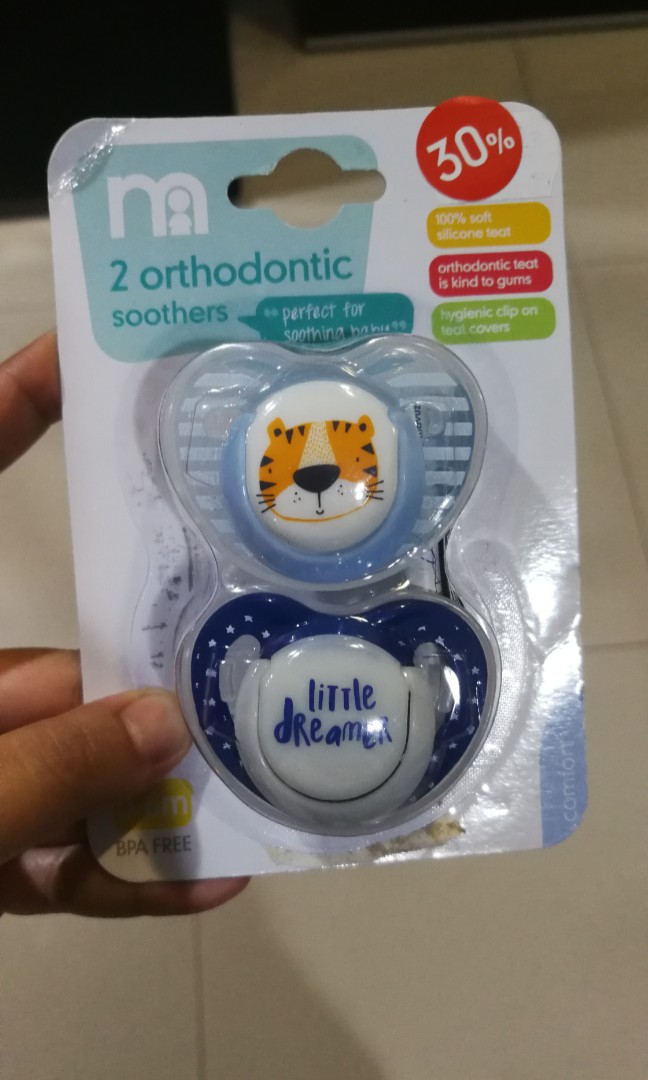 m
30%
2 orthodontic
soothers
"perfect for
soothing baby"
100% soft
silicone teat
orthodontic teat
is kind to gums
hygienic clip on
teat covers
little
dreamer
BPA FREE
comfort